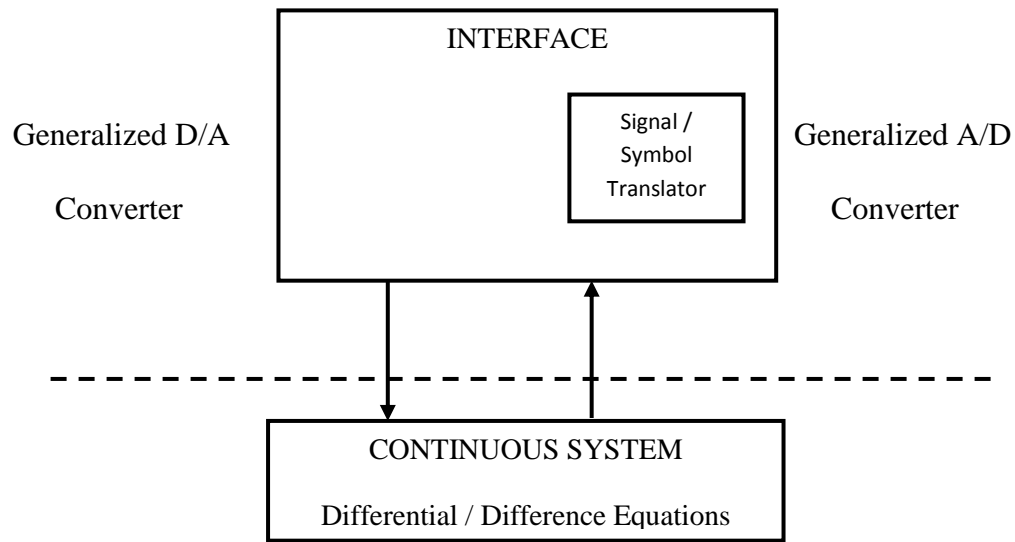 INTERFACE
Signal /
Symbol
Translator
Generalized D/A
Converter
Generalized A/D
Converter
CONTINUOUS SYSTEM
Differential / Difference Equations